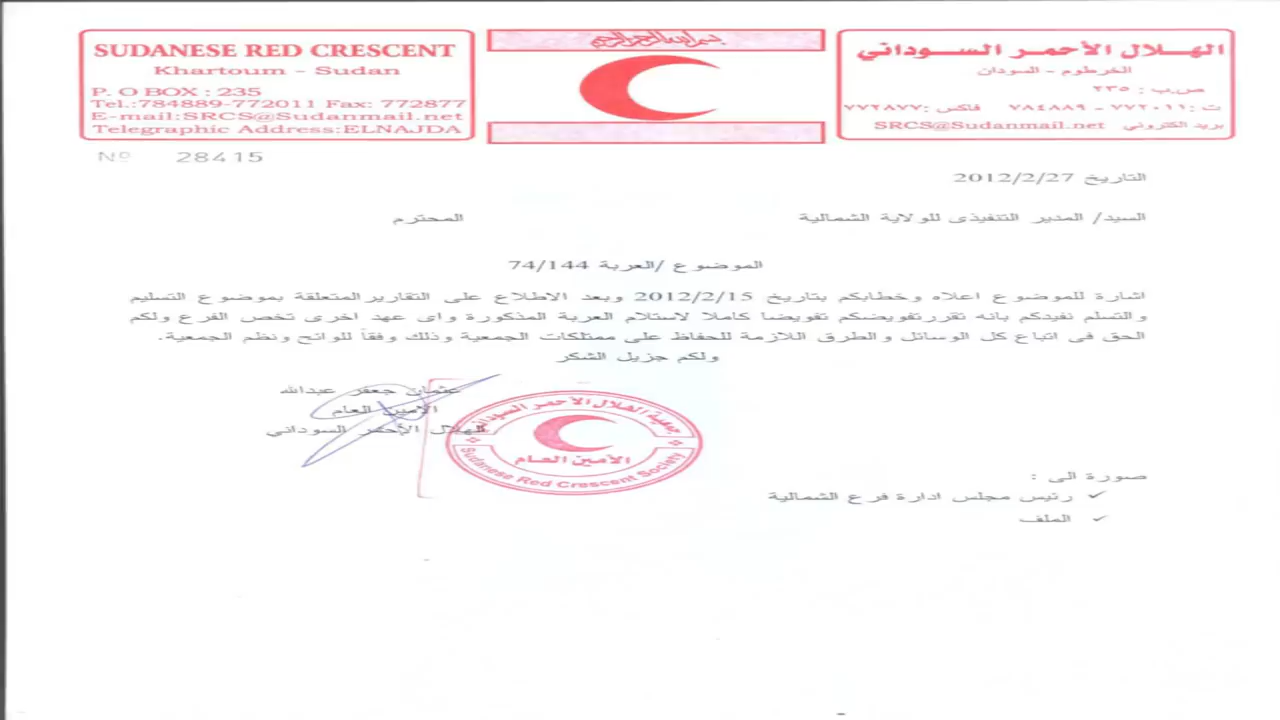 SUDANESE RED CRESCENT
Khartoum - Sudan
P. O BOX : 235
Tel.:784889-772011 Fax: 772877
E-mail:SRCS@Sudanmail.net
Telegraphic Address:ELNAJDA
بسم الله الرحمن الرحيم
الهلال الأحمر السوداني
الخرطوم - السودان
ص.ب : ٢٣٥
ت : ٧٧٢٠١١ - ٧٨٤٨٨٩ فاكس : ٧٧٢٨٧٧
بريد الكتروني SRCS@Sudanmail.net
Nº 28415
التاريخ 2012/2/27
السيد/ المدير التنفيذى للولاية الشمالية المحترم
الموضوع /العربة 74/144
اشارة للموضوع اعلاه وخطابكم بتاريخ 2012/2/15 وبعد الاطلاع على التقارير المتعلقة بموضوع التسليم
والتسلم نفيدكم بانه تقرر تفويضكم تفويضا كاملا لاستلام العربة المذكورة واى عهد اخرى تخص الفرع ولكم
الحق فى اتباع كل الوسائل والطرق اللازمة للحفاظ على ممتلكات الجمعية وذلك وفقاً للوائح ونظم الجمعية.
ولكم جزيل الشكر
عثمان جعفر عبدالله
الأمين العام
الهلال الأحمر السوداني
جمعية الهلال الأحمر السوداني
الأمين العام
Sudanese Red Crescent Society
صورة الى :
✓ رئيس مجلس ادارة فرع الشمالية
✓ الملف